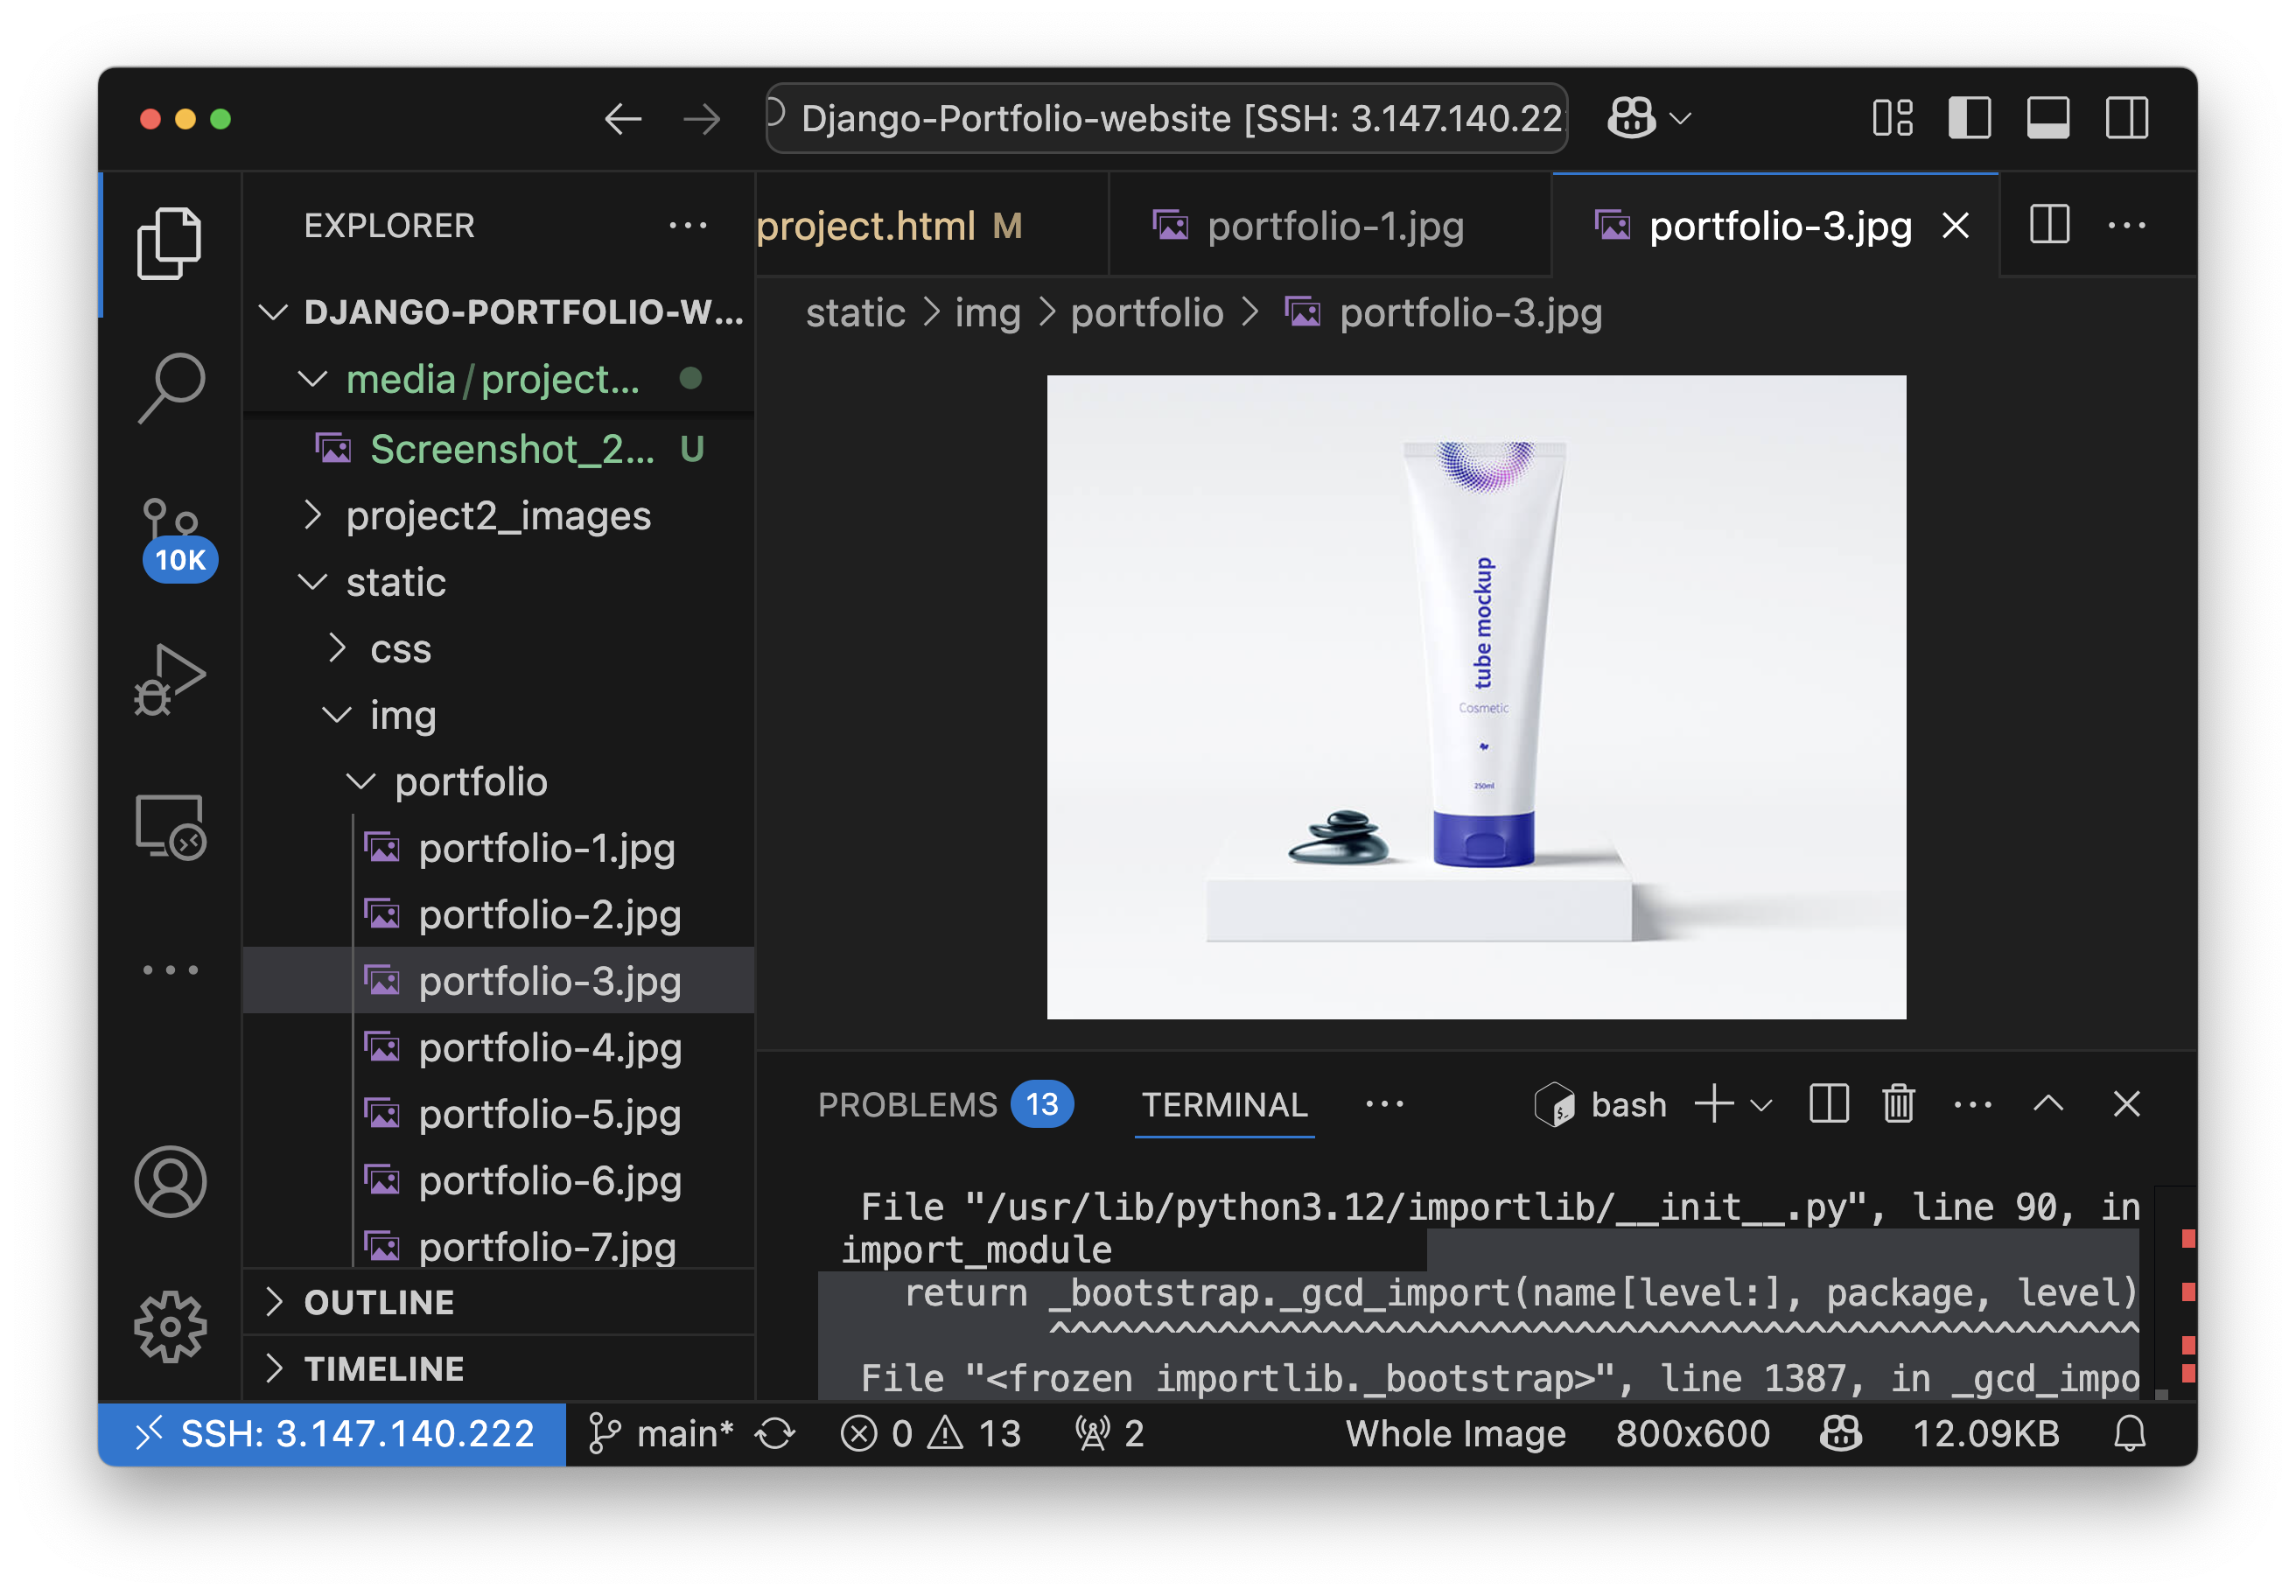 Django-Portfolio-website [SSH: 3.147.140.22
EXPLORER
DJANGO-PORTFOLIO-W...
media/project...
Screenshot_2... U
project2_images
static
css
img
portfolio
portfolio-1.jpg
portfolio-2.jpg
portfolio-3.jpg
portfolio-4.jpg
portfolio-5.jpg
portfolio-6.jpg
portfolio-7.jpg
OUTLINE
TIMELINE
10K
project.html M
portfolio-1.jpg
portfolio-3.jpg
static > img > portfolio > portfolio-3.jpg
tube mockup
Cosmetic
250ml
PROBLEMS 13
TERMINAL
bash
File "/usr/lib/python3.12/importlib/__init__.py", line 90, in
import_module
return _bootstrap._gcd_import(name[level:], package, level)
^^^^^^^^^^^^^^^^^^^^^^^^^^^^^^^^^^^^^^^^^^^^^^^^^^^^
File "<frozen importlib._bootstrap>", line 1387, in _gcd_impo
SSH: 3.147.140.222
main*
0
13
2
Whole Image
800x600
12.09KB